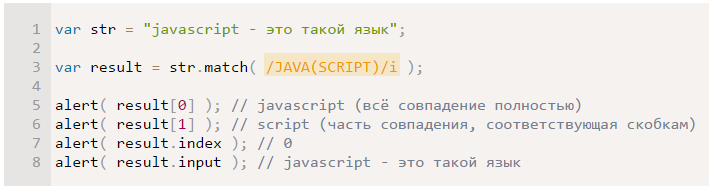 1 var str = "javascript - это такой язык";
2
3 var result = str.match( /JAVA(SCRIPT)/i );
4
5 alert( result[0] ); // javascript (всё совпадение полностью)
6 alert( result[1] ); // script (часть совпадения, соответствующая скобкам)
7 alert( result.index ); // 0
8 alert( result.input ); // javascript - это такой язык